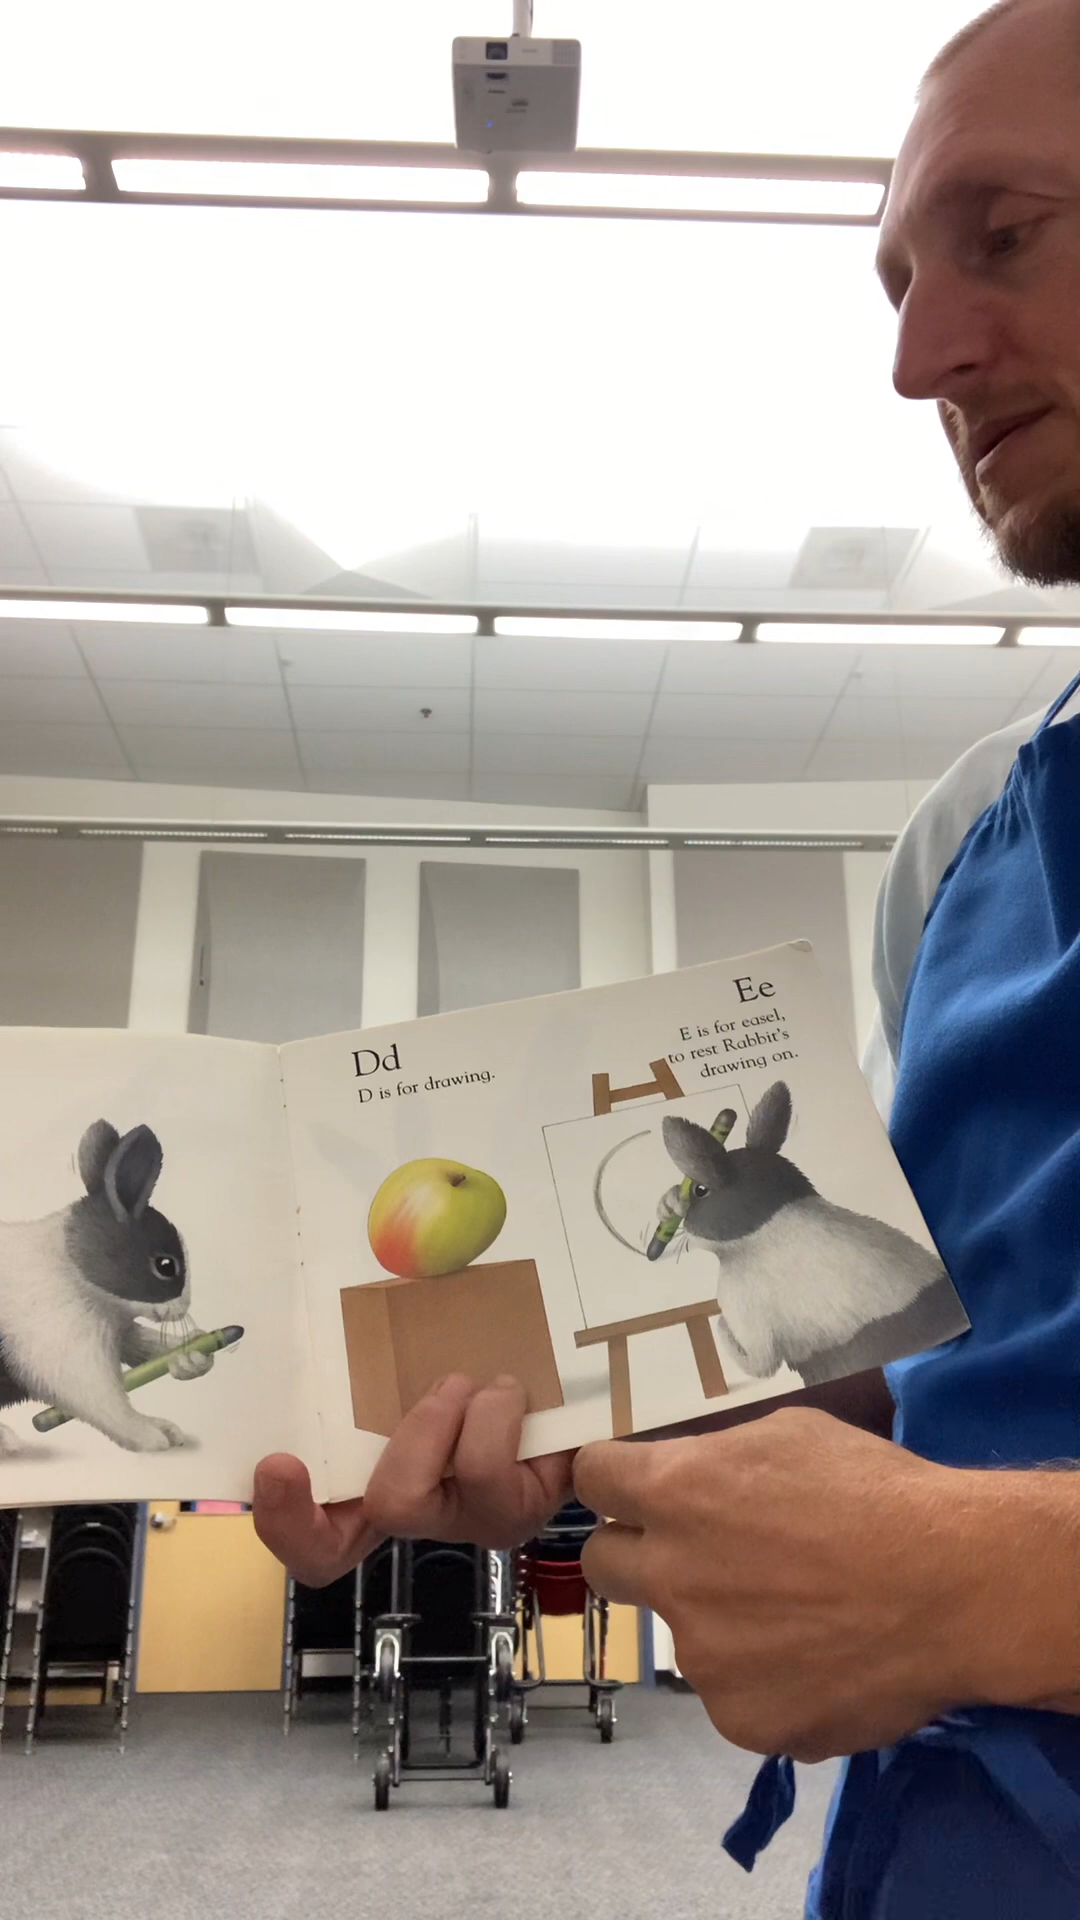 Dd
D is for drawing.
Ee
E is for easel,
to rest Rabbit's
drawing on.